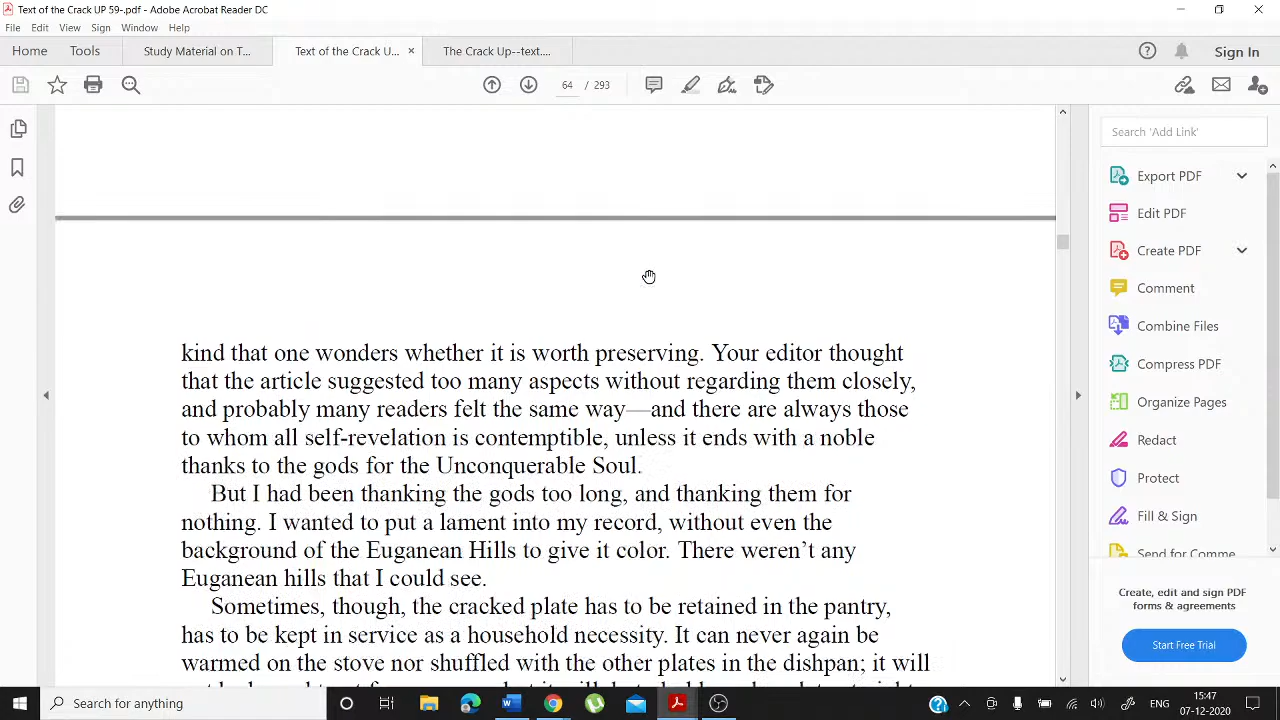 Text of the Crack UP 59-.pdf - Adobe Acrobat Reader DC
File Edit View Sign Window Help
Home Tools Study Material on T... Text of the Crack U... × The Crack Up--text.... Sign In
64 / 293
Search 'Add Link'
Export PDF
Edit PDF
Create PDF
Comment
Combine Files
Compress PDF
Organize Pages
Redact
Protect
Fill & Sign
Send for Comme
Create, edit and sign PDF
forms & agreements
Start Free Trial
kind that one wonders whether it is worth preserving. Your editor thought
that the article suggested too many aspects without regarding them closely,
and probably many readers felt the same way—and there are always those
to whom all self-revelation is contemptible, unless it ends with a noble
thanks to the gods for the Unconquerable Soul.
But I had been thanking the gods too long, and thanking them for
nothing. I wanted to put a lament into my record, without even the
background of the Euganean Hills to give it color. There weren’t any
Euganean hills that I could see.
Sometimes, though, the cracked plate has to be retained in the pantry,
has to be kept in service as a household necessity. It can never again be
warmed on the stove nor shuffled with the other plates in the dishpan; it will
Search for anything
ENG
15:47
07-12-2020